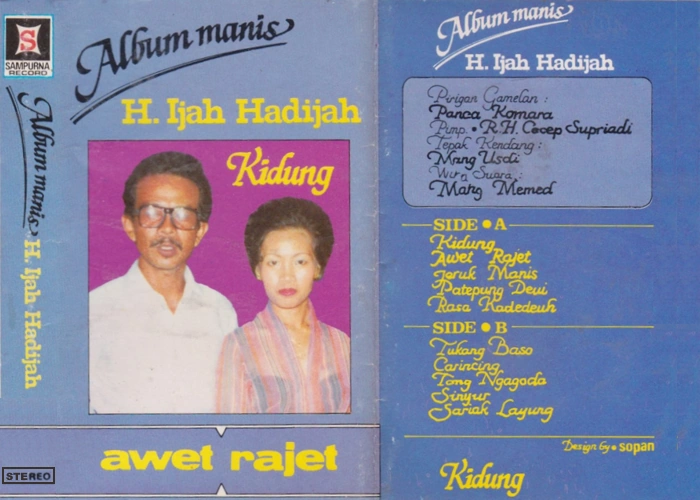 S
SAMPURNA
RECORD
Album manis
H. Ijah Hadijah
STEREO
Album manis
H. Ijah Hadijah
Kidung
awet rajet
Album manis
H. Ijah Hadijah
Pirigan Gamelan :
Panca Komara
Pimp. • R.H. Cecep Supriadi
Tepak Kendang :
Mang Usdi
Wira Suara :
Mang Memed
SIDE • A
Kidung
Awet Rajet
Jeruk Manis
Patepung Deui
Rasa Kadedeuh
SIDE • B
Tukang Baso
Carincing
Tong Ngagoda
Sinyur
Sariak Layung
Design by • sopan
Kidung